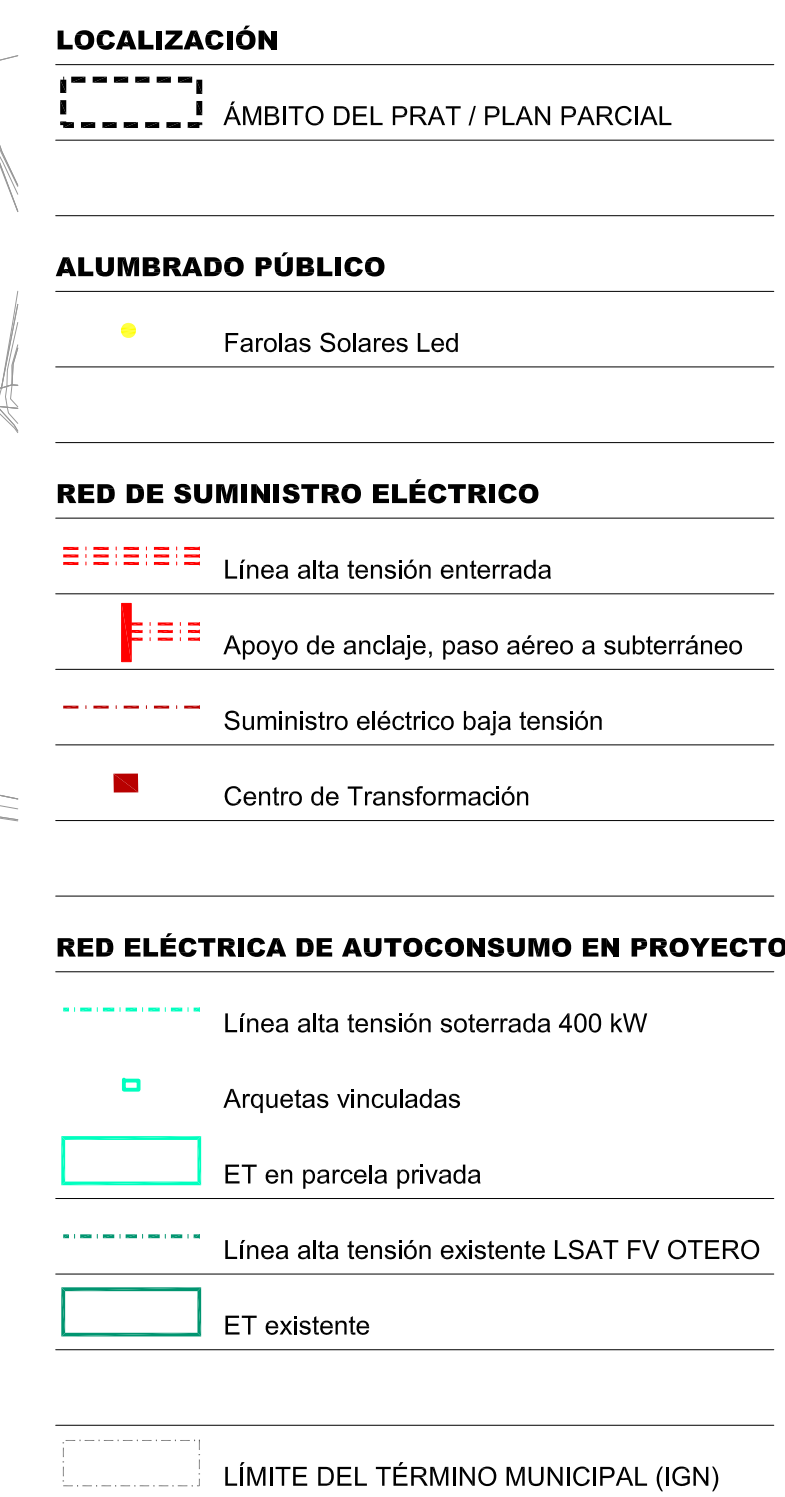 LOCALIZACIÓN
ÁMBITO DEL PRAT / PLAN PARCIAL
ALUMBRADO PÚBLICO
Farolas Solares Led
RED DE SUMINISTRO ELÉCTRICO
Línea alta tensión enterrada
Apoyo de anclaje, paso aéreo a subterráneo
Suministro eléctrico baja tensión
Centro de Transformación
RED ELÉCTRICA DE AUTOCONSUMO EN PROYECTO
Línea alta tensión soterrada 400 kW
Arquetas vinculadas
ET en parcela privada
Línea alta tensión existente LSAT FV OTERO
ET existente
LÍMITE DEL TÉRMINO MUNICIPAL (IGN)